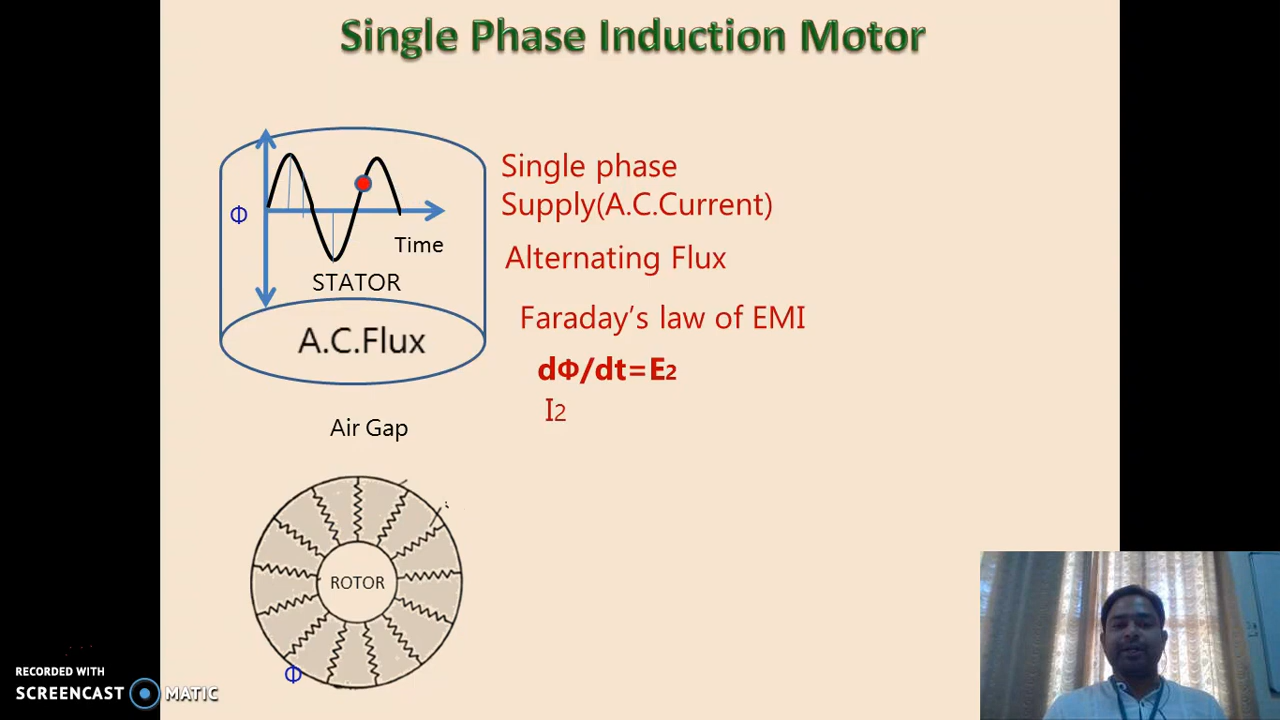 Single Phase Induction Motor
Φ
Time
STATOR
A.C.Flux
Single phase
Supply(A.C.Current)
Alternating Flux
Faraday’s law of EMI
dΦ/dt=E2
I2
Air Gap
ROTOR
Φ
RECORDED WITH
SCREENCAST MATIC